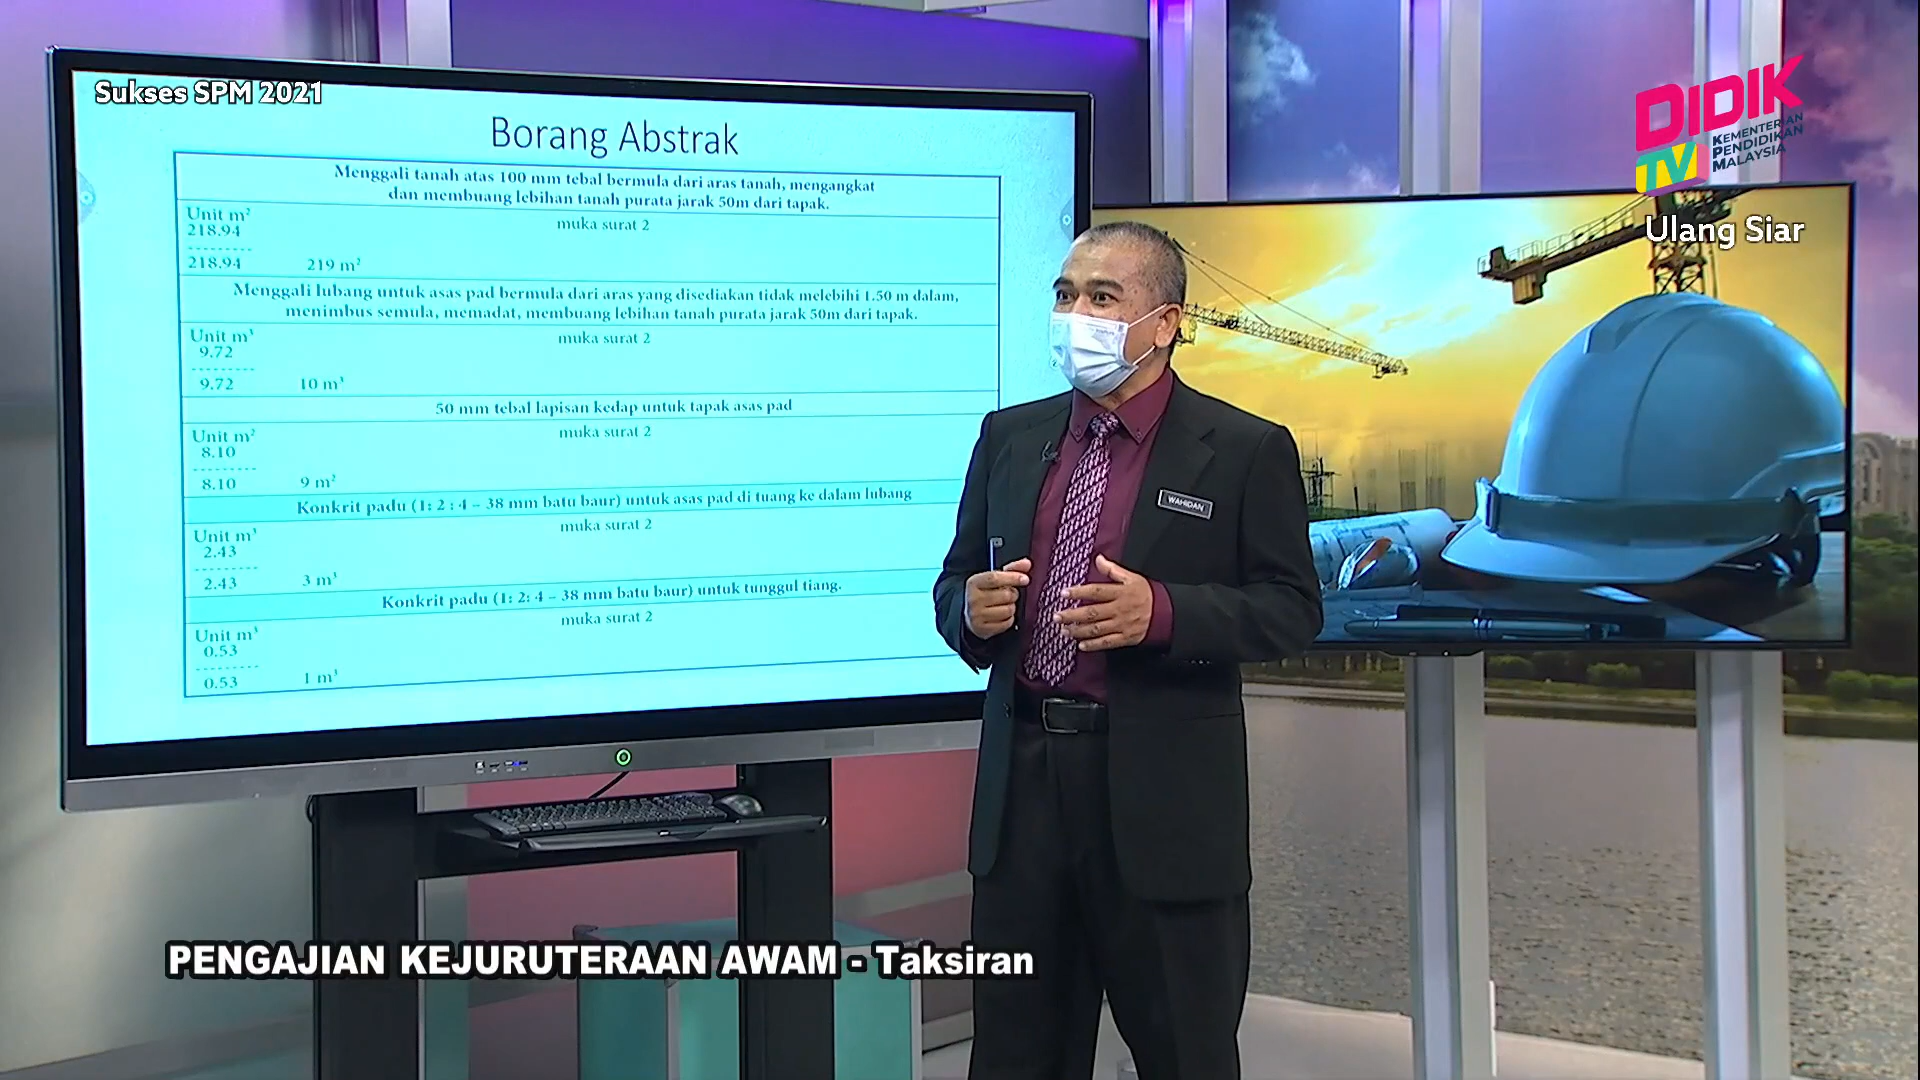 Sukses SPM 2021
Borang Abstrak
Menggali tanah atas 100 mm tebal bermula dari aras tanah, mengangkat
dan membuang lebihan tanah purata jarak 50m dari tapak.
Unit m²
muka surat 2
218.94
---------
218.94 219 m²
Menggali lubang untuk asas pad bermula dari aras yang disediakan tidak melebihi 1.50 m dalam,
menimbus semula, memadat, membuang lebihan tanah purata jarak 50m dari tapak.
Unit m³
muka surat 2
9.72
---------
9.72 10 m³
50 mm tebal lapisan kedap untuk tapak asas pad
Unit m²
muka surat 2
8.10
---------
8.10 9 m²
Konkrit padu (1: 2 : 4 – 38 mm batu baur) untuk asas pad di tuang ke dalam lubang
Unit m³
muka surat 2
2.43
---------
2.43 3 m³
Konkrit padu (1: 2: 4 – 38 mm batu baur) untuk tunggul tiang.
Unit m³
muka surat 2
0.53
---------
0.53 1 m³
DIDIK
TV
KEMENTERIAN
PENDIDIKAN
MALAYSIA
Ulang Siar
WAHIDAN
PENGAJIAN KEJURUTERAAN AWAM - Taksiran